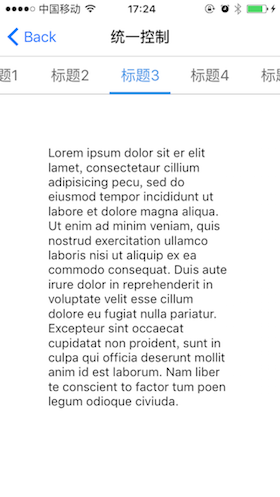 中国移动 17:24
Back 统一控制
题1 标题2 标题3 标题4 标题
Lorem ipsum dolor sit er elit
lamet, consectetaur cillium
adipisicing pecu, sed do
eiusmod tempor incididunt ut
labore et dolore magna aliqua.
Ut enim ad minim veniam, quis
nostrud exercitation ullamco
laboris nisi ut aliquip ex ea
commodo consequat. Duis aute
irure dolor in reprehenderit in
voluptate velit esse cillum
dolore eu fugiat nulla pariatur.
Excepteur sint occaecat
cupidatat non proident, sunt in
culpa qui officia deserunt mollit
anim id est laborum. Nam liber
te conscient to factor tum poen
legum odioque civiuda.